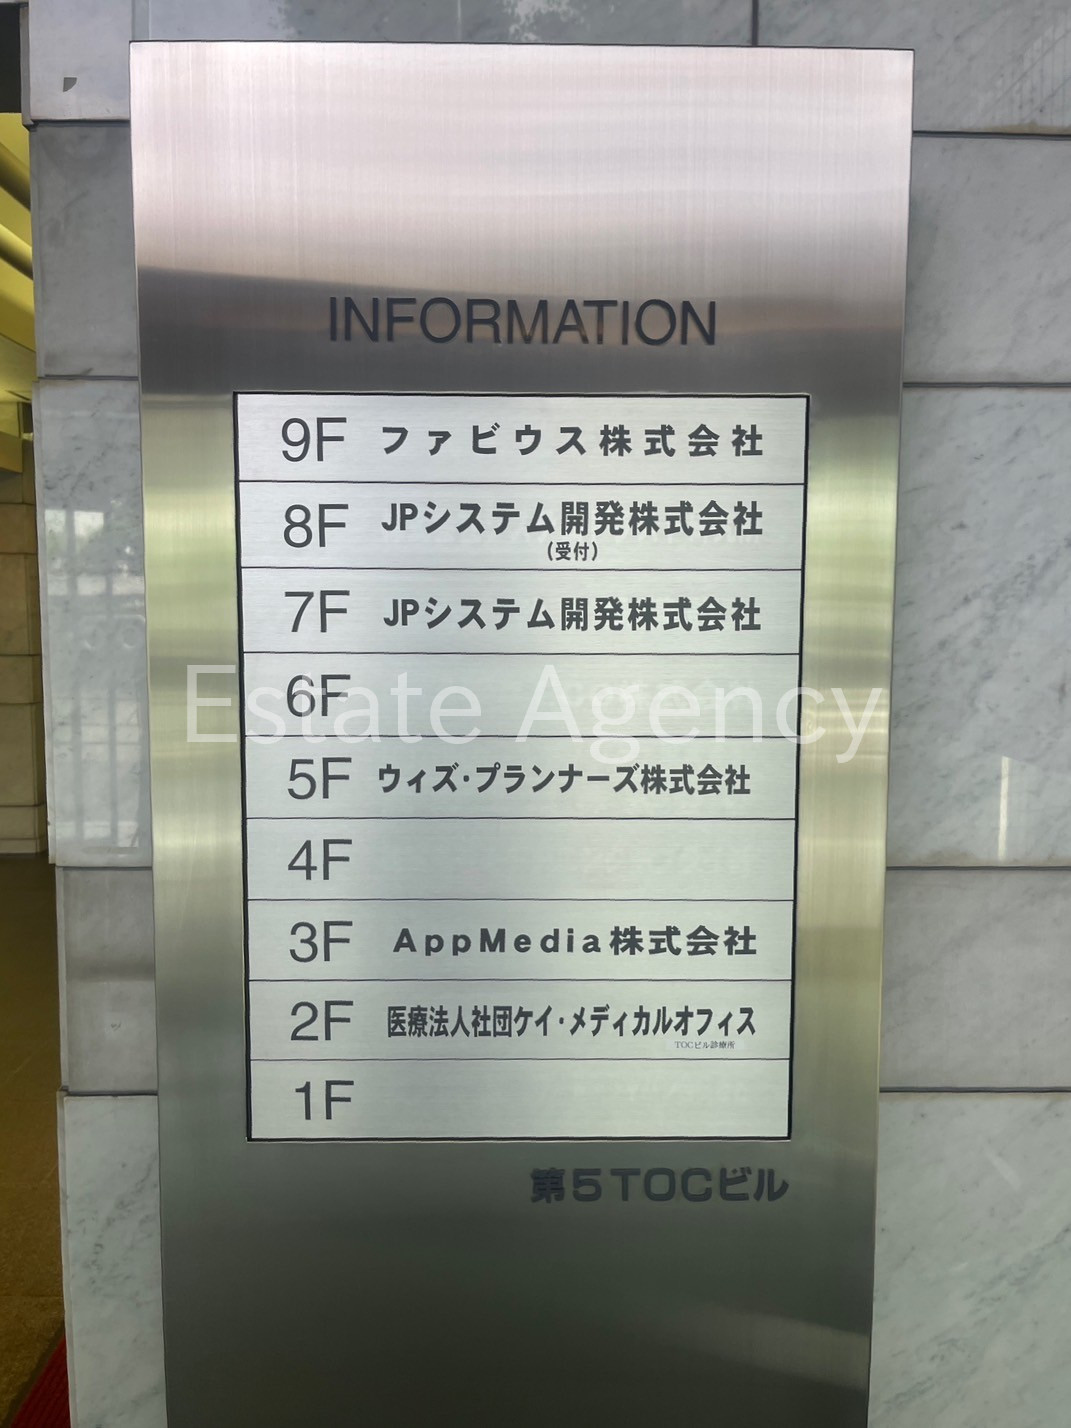 INFORMATION
9F ファビウス株式会社
8F JPシステム開発株式会社
(受付)
7F JPシステム開発株式会社
6F
Estate Agency
5F ウィズ・プランナーズ株式会社
4F
3F AppMedia株式会社
2F 医療法人社団ケイ・メディカルオフィス
TOCビル診療所
1F
第5TOCビル